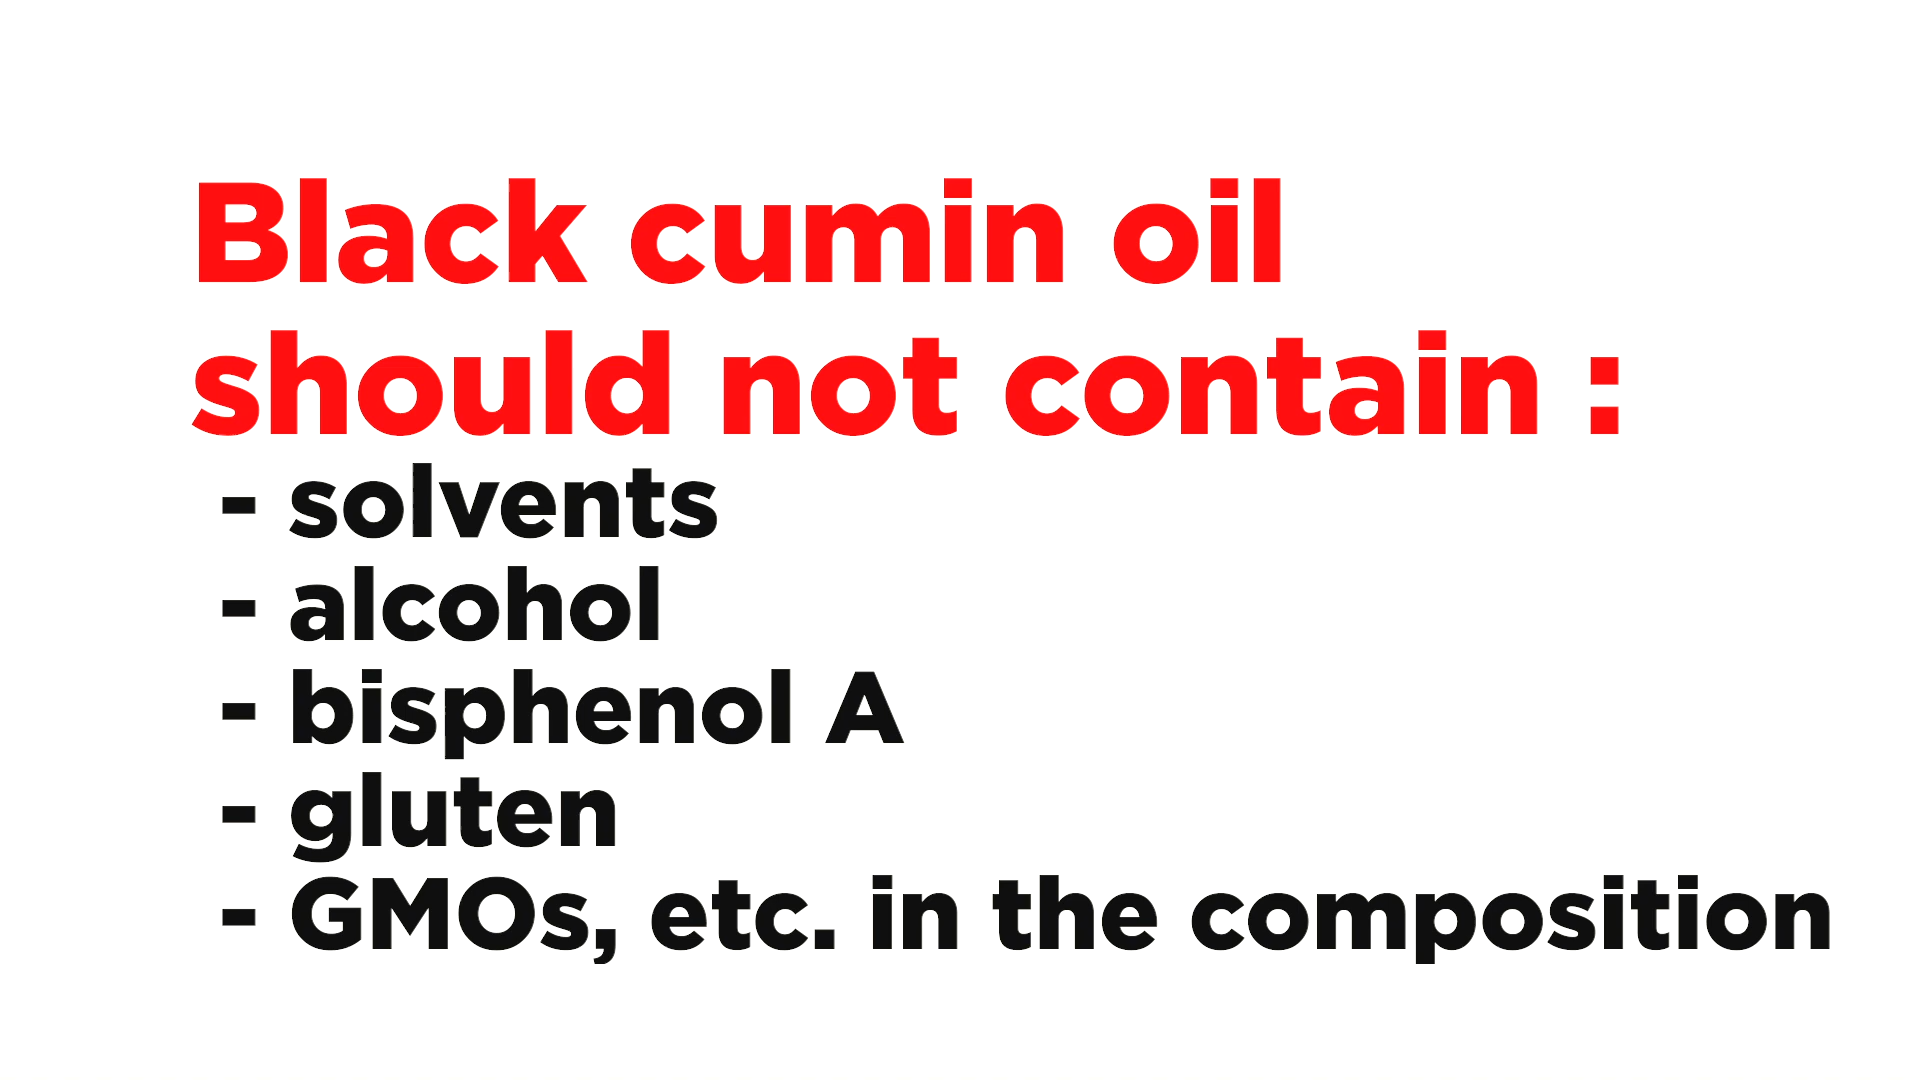 Black cumin oil
should not contain :
- solvents
- alcohol
- bisphenol A
- gluten
- GMOs, etc. in the composition